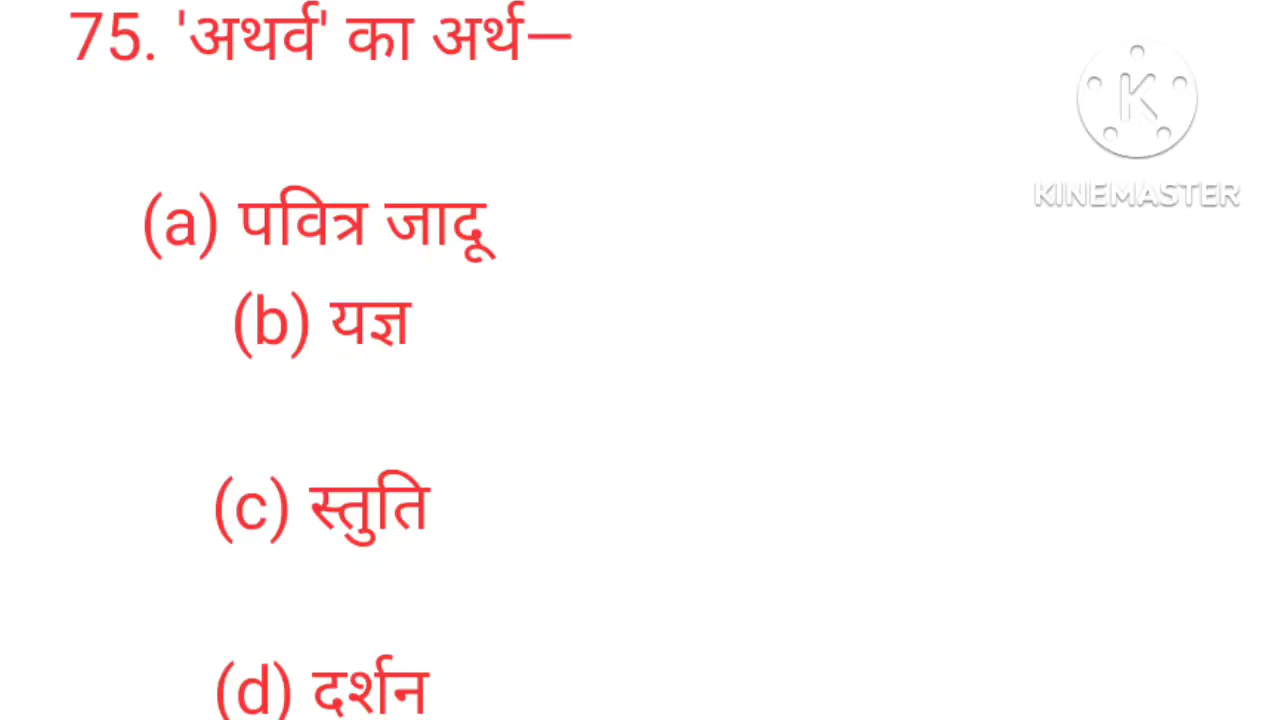 75. 'अथर्व' का अर्थ—
KINEMASTER
(a) पवित्र जादू
(b) यज्ञ
(c) स्तुति
(d) दर्शन